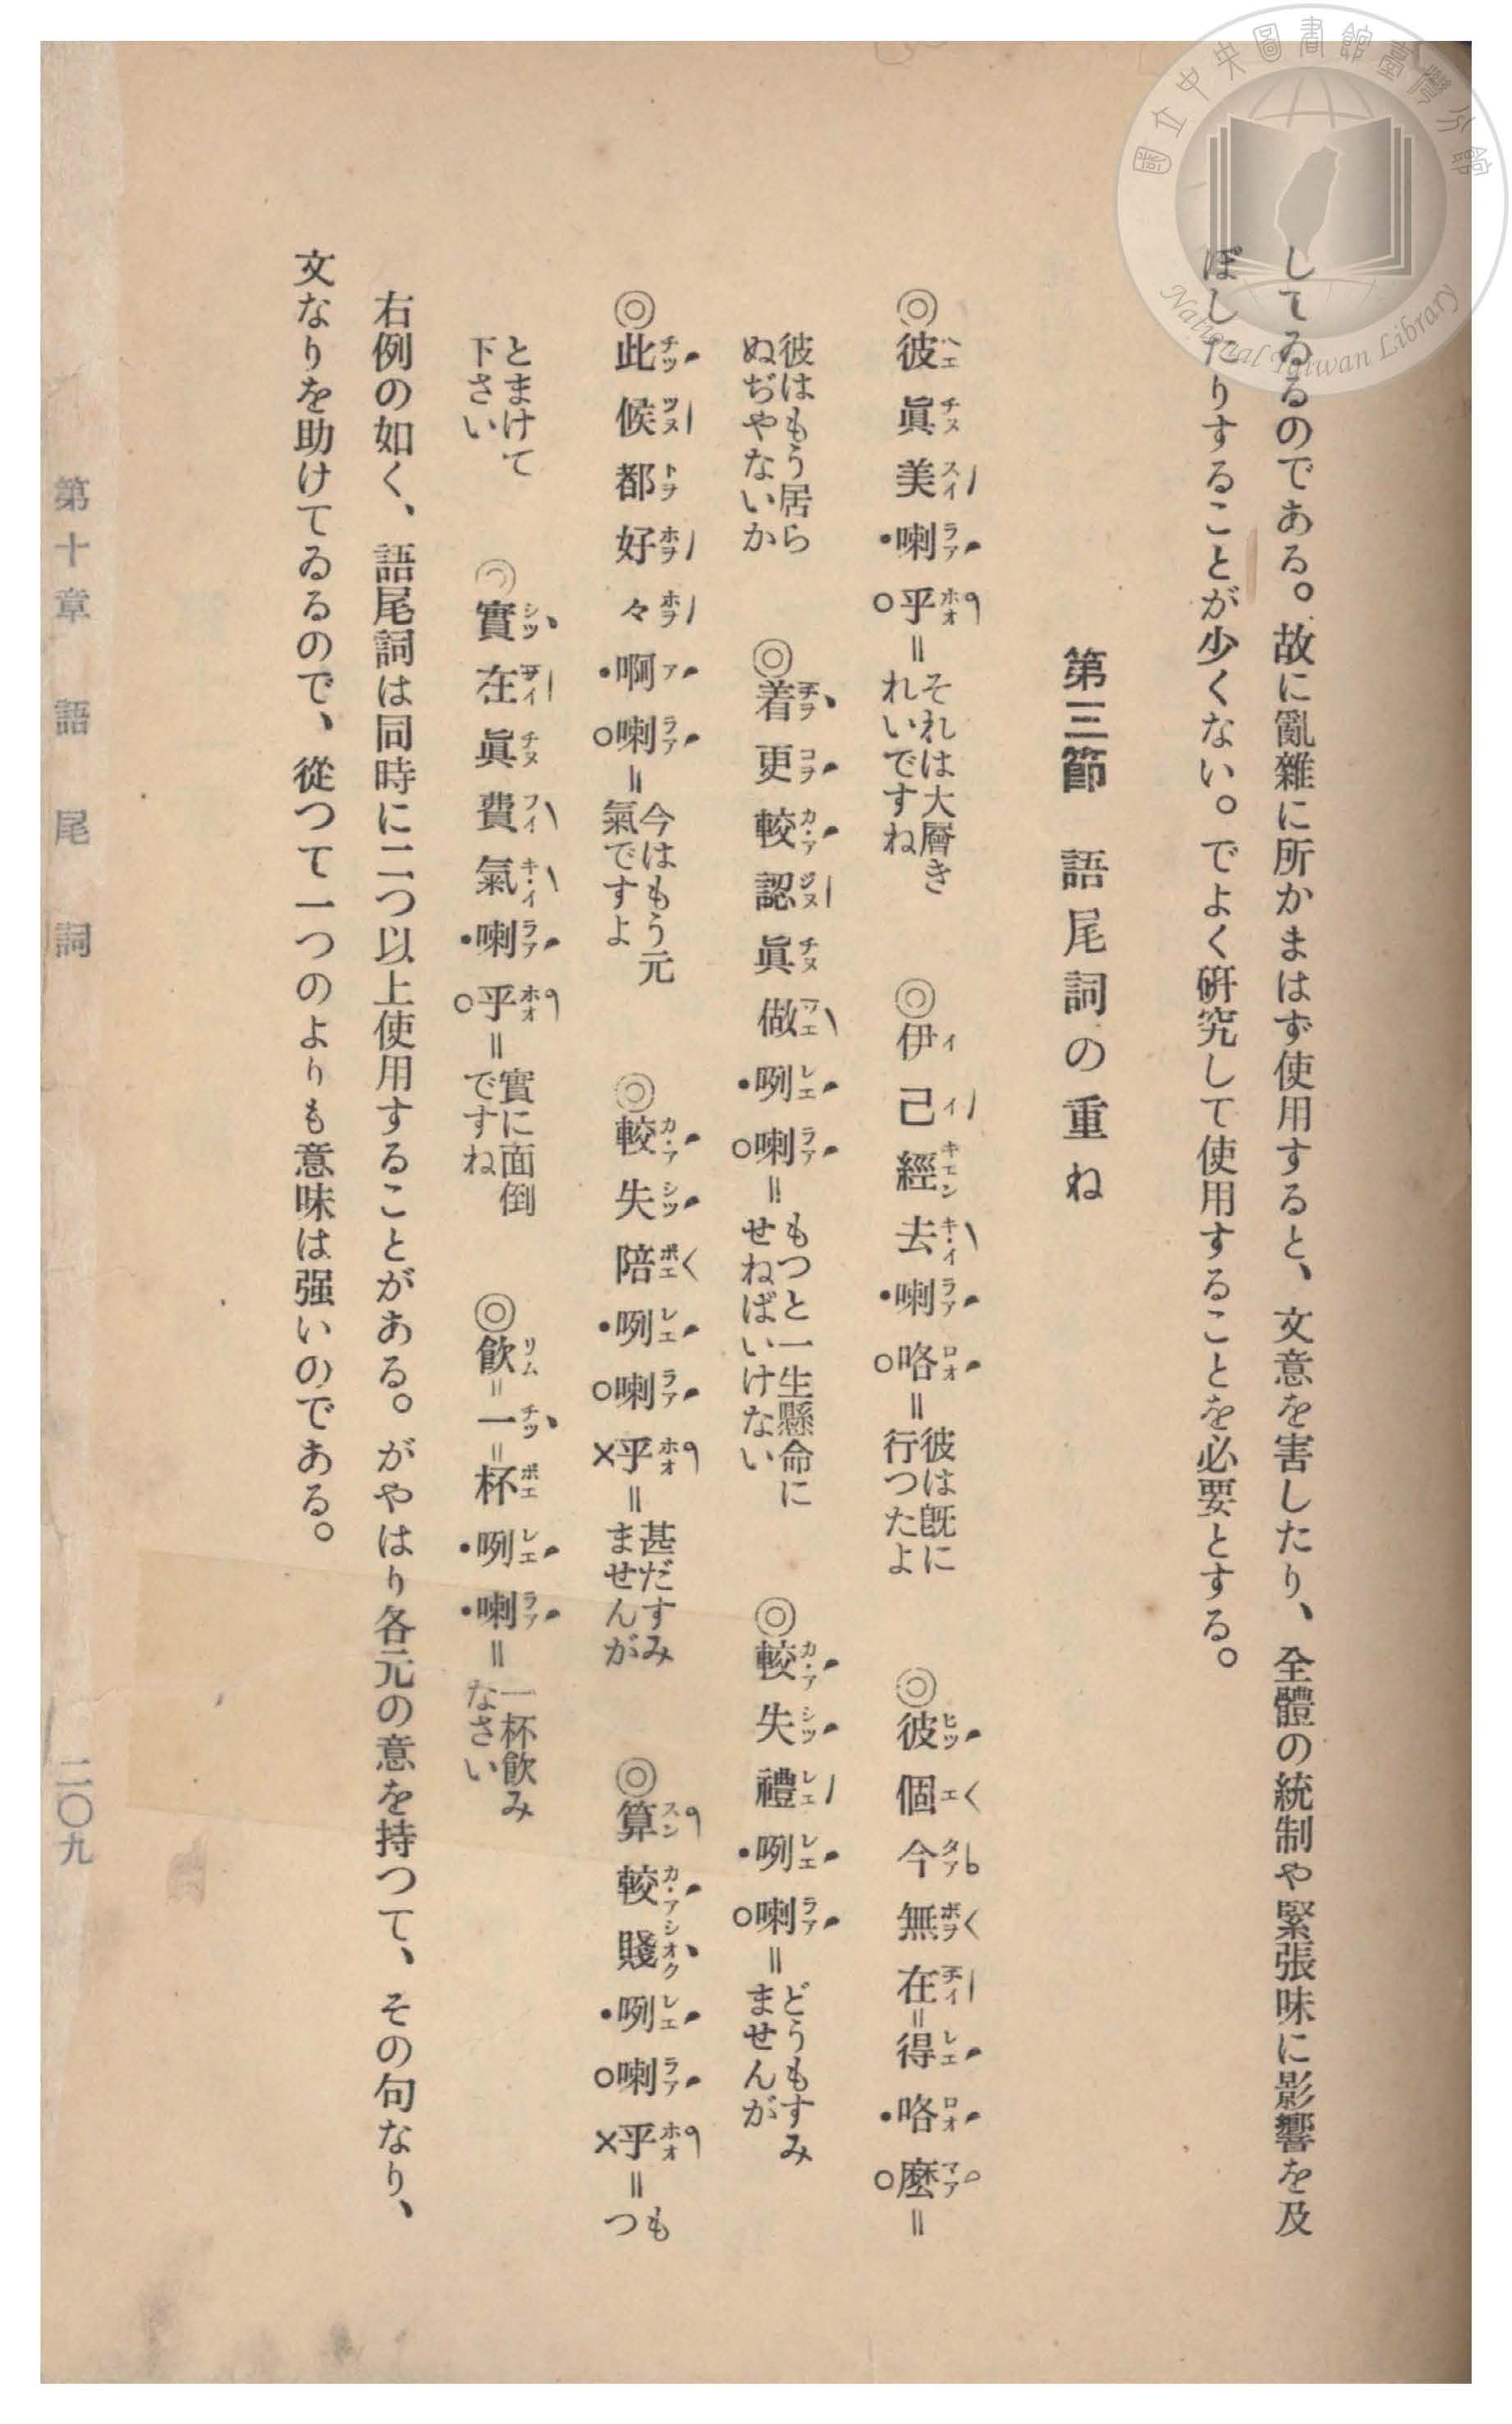 してゐるのである。故に亂雜に所かまはず使用すると、文意を害したり、全體の統制や緊張味に影響を及
ぼしたりすることが少くない。でよく硏究して使用することを必要とする。
第三節 語尾詞の重ね
◎彼眞美喇乎=それは大層きれいですね ◎伊已經去喇咯=彼は既に行つたよ ◎彼個今無在=得咯麽=
彼はもう居らぬぢやないか ◎着更較認眞做咧喇=もつと一生懸命にせねばいけない ◎較失禮咧喇=どうもすみませんが
◎此候都好々啊喇=今はもう元氣ですよ ◎較失陪咧喇乎=甚だすみませんが ◎算較賤咧喇乎=もつ
とまけて下さい ◎實在眞費氣喇乎=實に面倒ですね ◎飮=一=杯咧喇=一杯飮みなさい
右例の如く、語尾詞は同時に二つ以上使用することがある。がやはり各元の意を持つて、その句なり、
文なりを助けてゐるので、從つて一つのよりも意味は强いのである。
第十章 語尾詞
二〇九
國立中央圖書館臺灣分館
National Taiwan Library